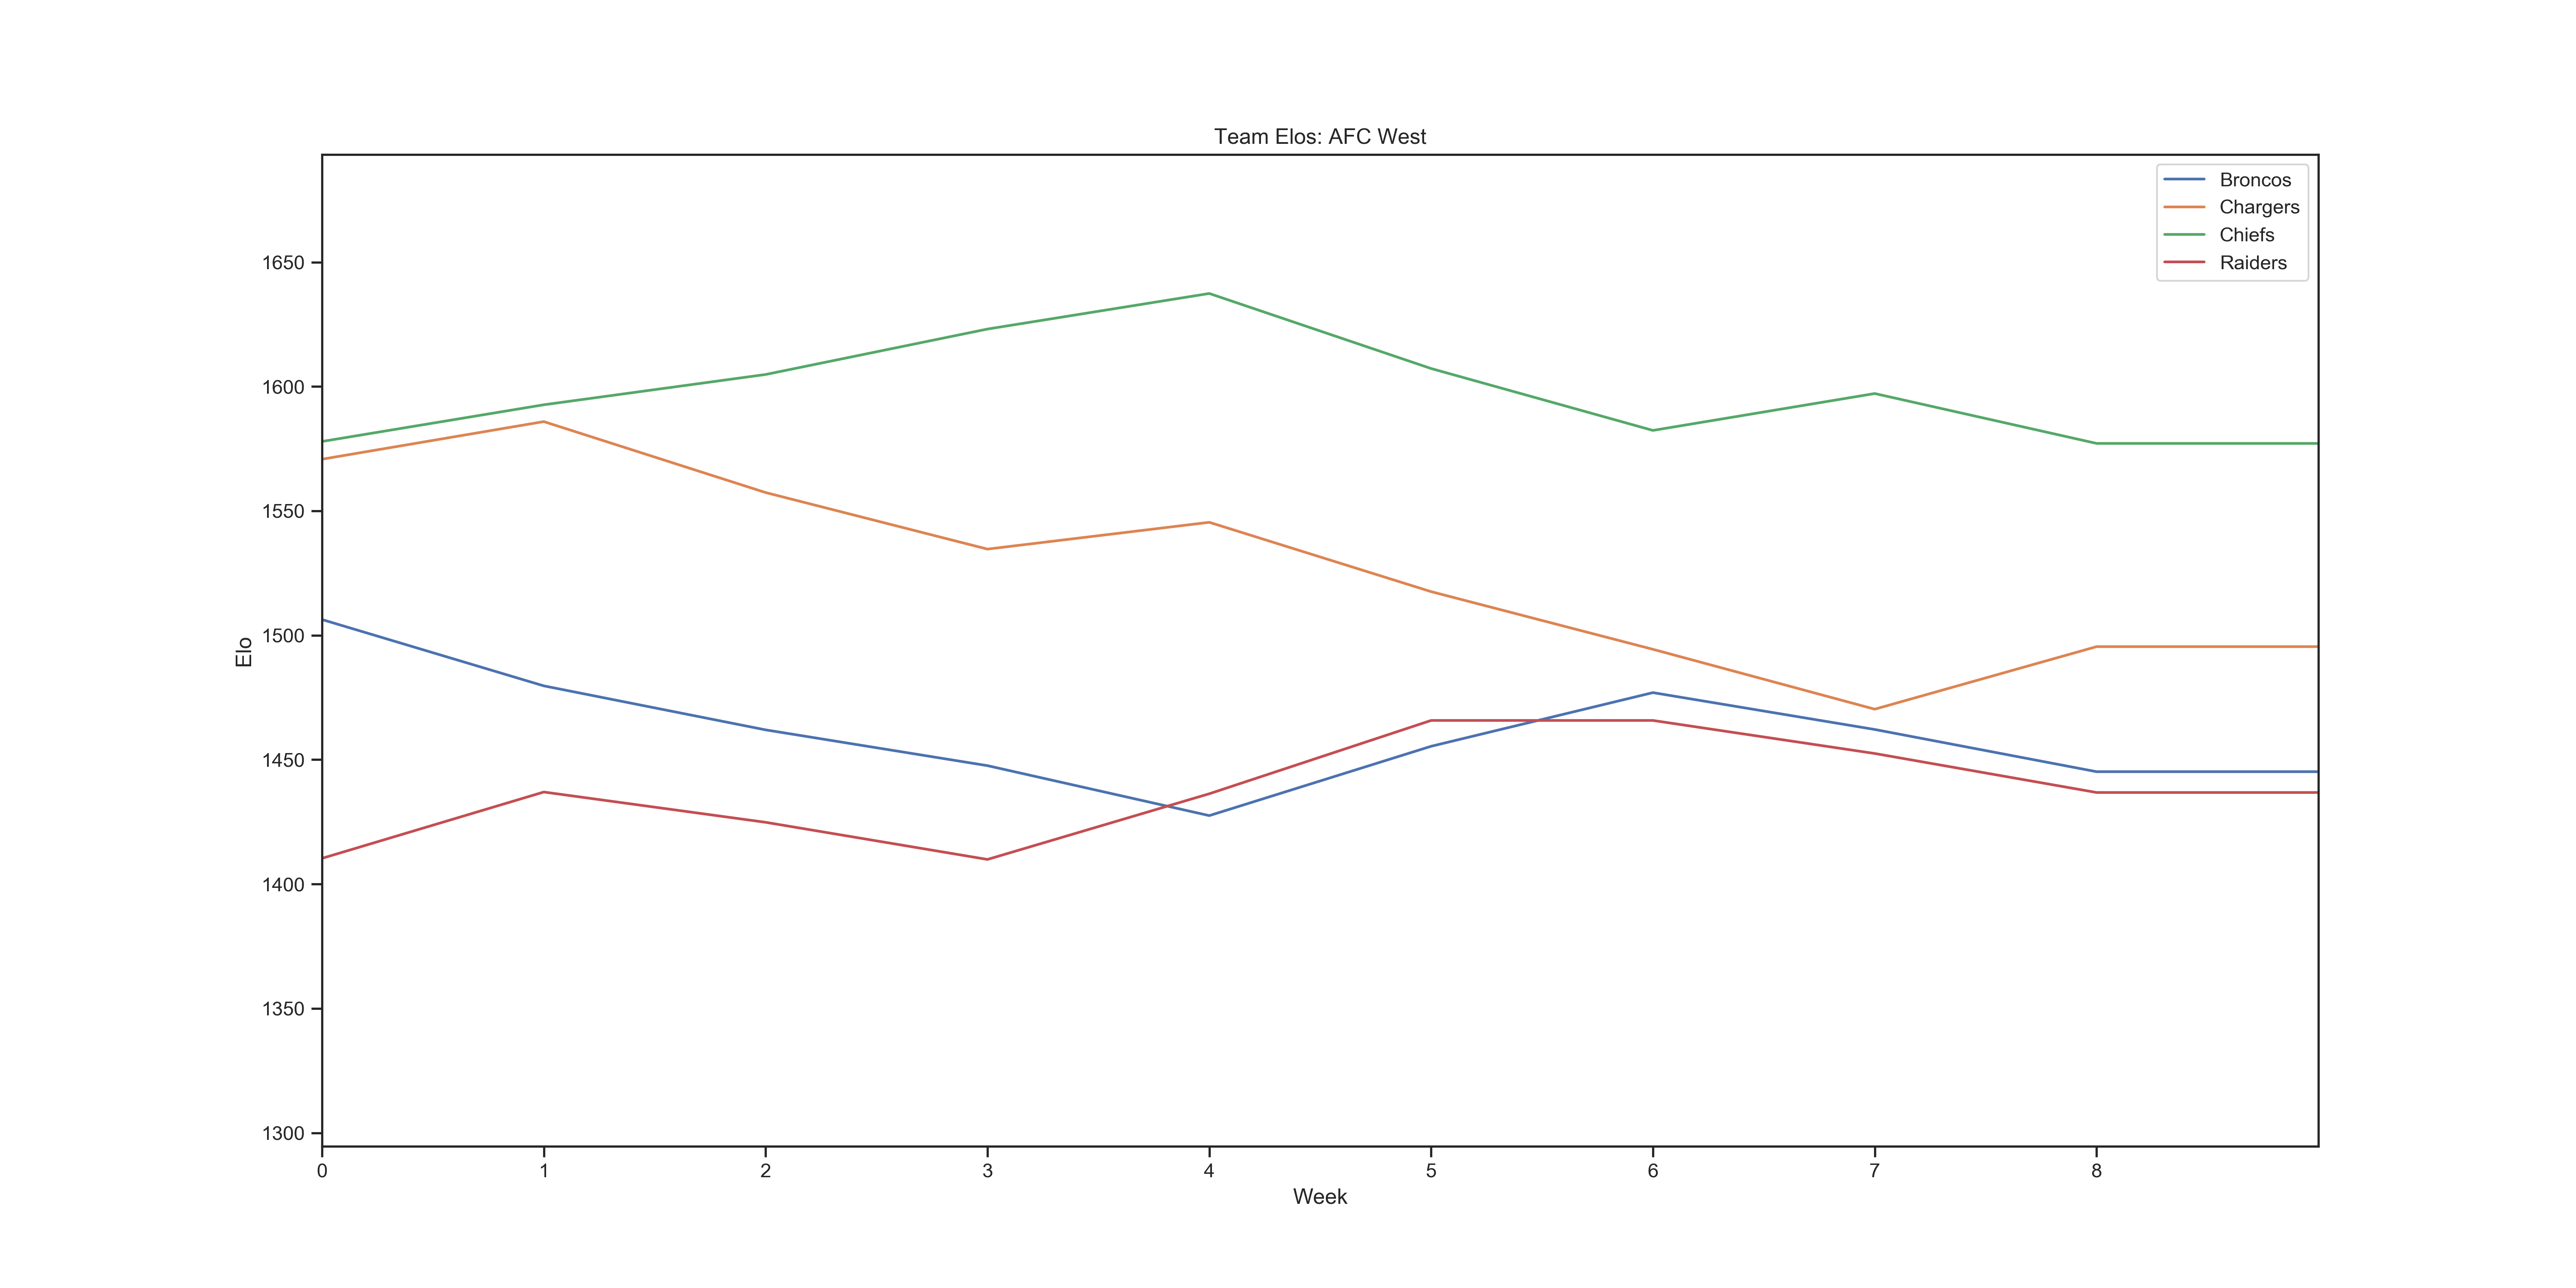 Team Elos: AFC West
Broncos
Chargers
Chiefs
Raiders
1650
1600
1550
1500
1450
1400
1350
1300
Elo
0 1 2 3 4 5 6 7 8
Week